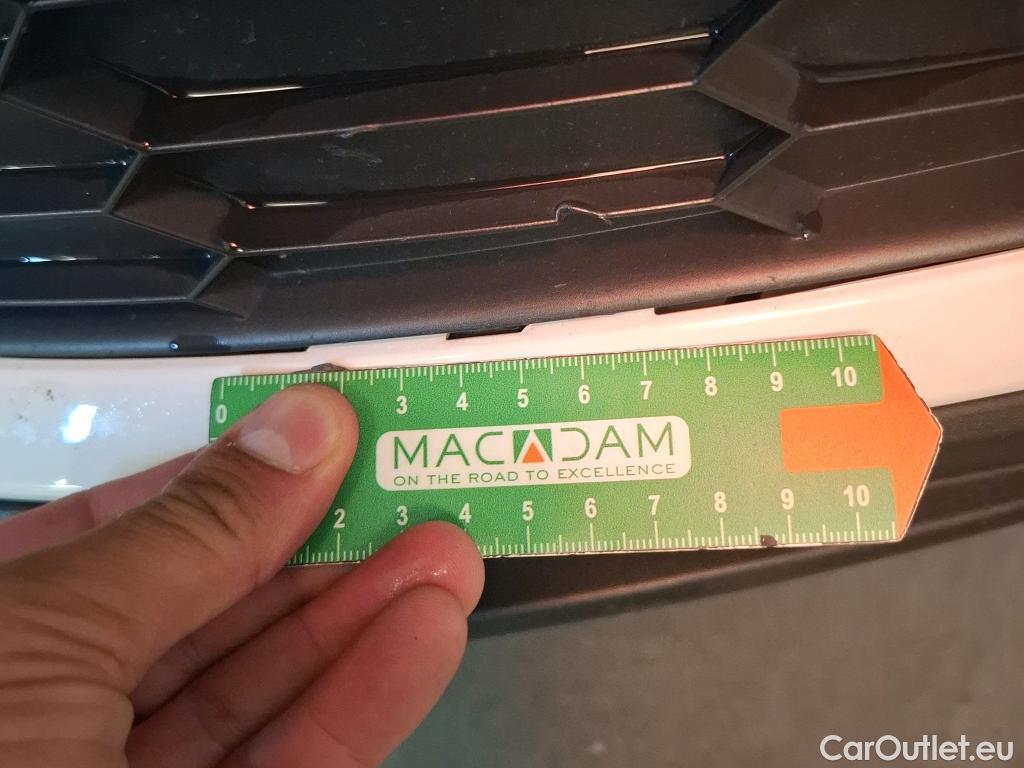 0 3 4 5 6 7 8 9 10
MACADAM
ON THE ROAD TO EXCELLENCE
2 3 4 5 6 7 8 9 10
CarOutlet.eu